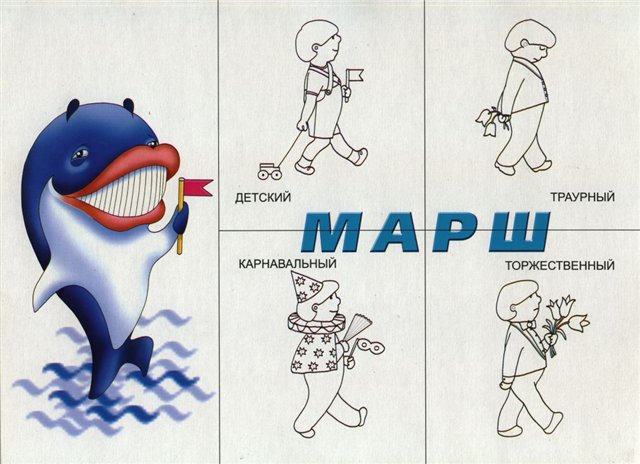 ДЕТСКИЙ
ТРАУРНЫЙ
МАРШ
КАРНАВАЛЬНЫЙ
ТОРЖЕСТВЕННЫЙ